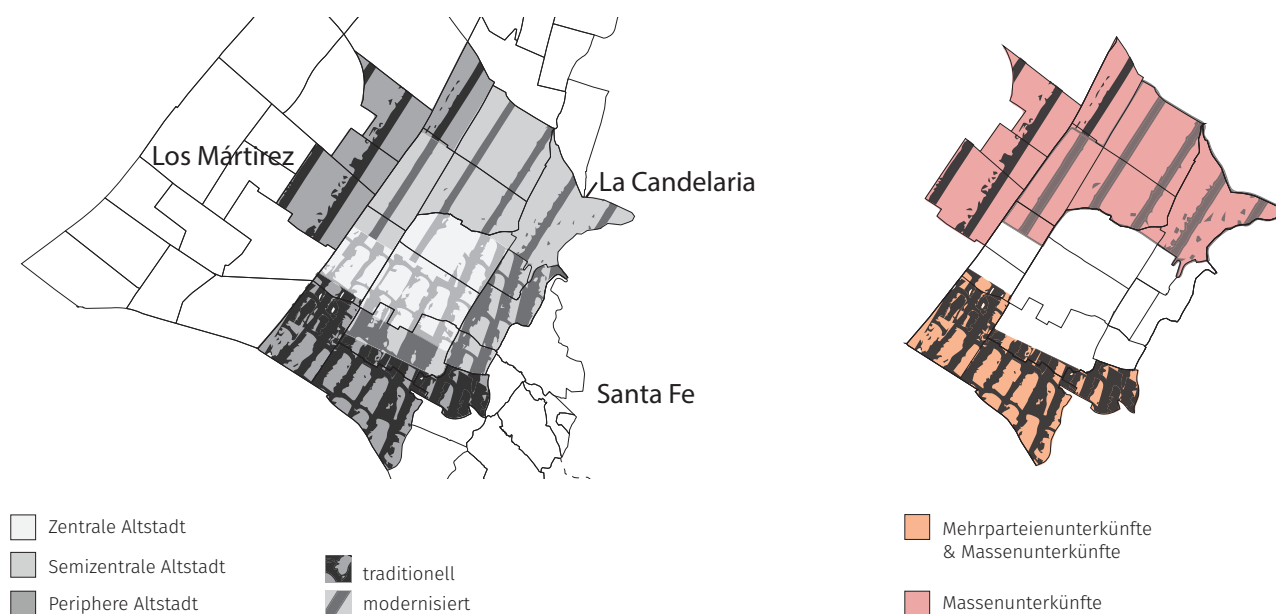 Los Mártirez
La Candelaria
Santa Fe
Zentrale Altstadt
Semizentrale Altstadt
Periphere Altstadt
traditionell
modernisiert
Mehrparteienunterkünfte
& Massenunterkünfte
Massenunterkünfte